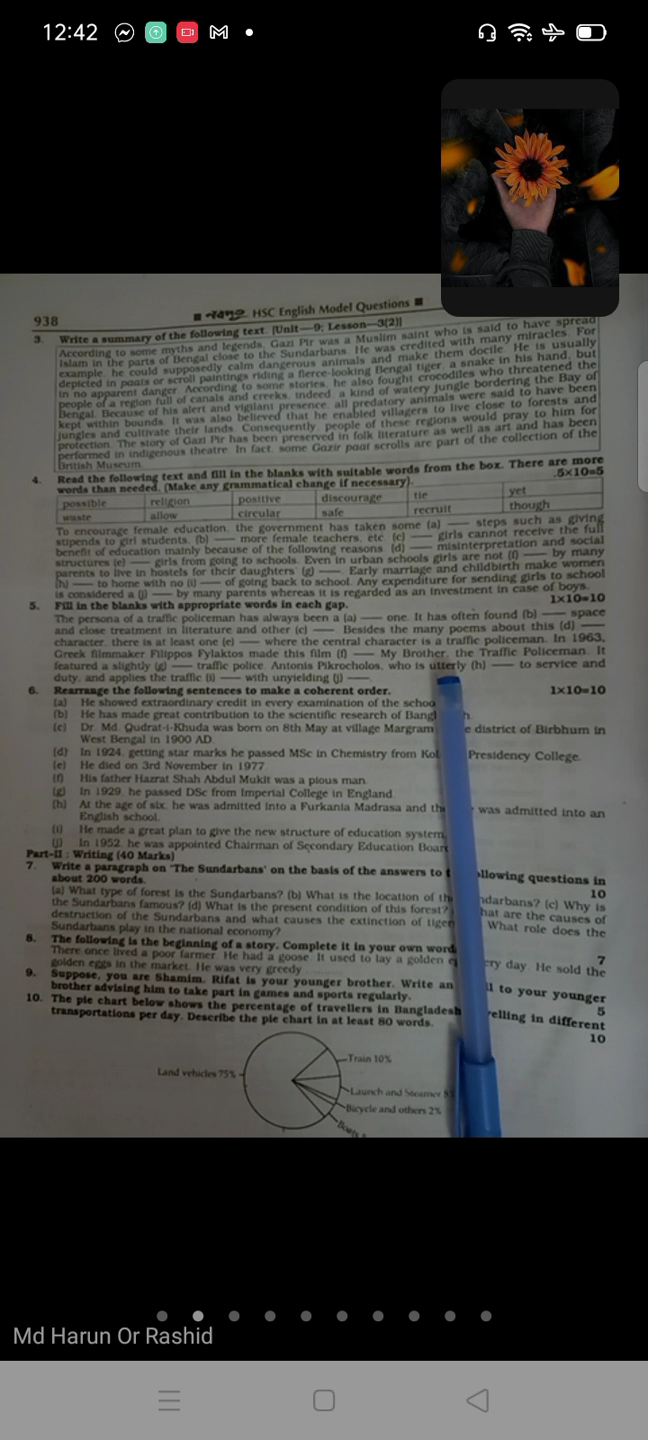 12:42
938
■ নবদূত HSC English Model Questions ■
3. Write a summary of the following text. [Unit—9; Lesson—3(2)]
According to some myths and legends, Gazi Pir was a Muslim saint who is said to have spread
Islam in the parts of Bengal close to the Sundarbans. He was credited with many miracles. For
example, he could supposedly calm dangerous animals and make them docile. He is usually
depicted in paats or scroll paintings riding a fierce-looking Bengal tiger, a snake in his hand, but
in no apparent danger. According to some stories, he also fought crocodiles who threatened the
people of a region full of canals and creeks, indeed, a kind of watery jungle bordering the Bay of
Bengal. Because of his alert and vigilant presence, all predatory animals were said to have been
kept within bounds. It was also believed that he enabled villagers to live close to forests and
jungles and cultivate their lands. Consequently, people of these regions would pray to him for
protection. The story of Gazi Pir has been preserved in folk literature as well as art and has been
performed in indigenous theatre. In fact, some Gazir paat scrolls are part of the collection of the
British Museum.
4. Read the following text and fill in the blanks with suitable words from the box. There are more
words than needed. (Make any grammatical change if necessary). .5×10=5
possible religion positive discourage tie yet
waste allow circular safe recruit though
To encourage female education, the government has taken some (a) — steps such as giving
stipends to girl students, (b) — more female teachers, etc (c) — girls cannot receive the full
benefit of education mainly because of the following reasons. (d) — misinterpretation and social
structures (e) — girls from going to schools. Even in urban schools girls are not (f) — by many
parents to live in hostels for their daughters (g) —. Early marriage and childbirth make women
(h) — to home with no (i) — of going back to school. Any expenditure for sending girls to school
is considered a (j) — by many parents whereas it is regarded as an investment in case of boys.
5. Fill in the blanks with appropriate words in each gap. 1×10=10
The persona of a traffic policeman has always been a (a) — one. It has often found (b) — space
and close treatment in literature and other (c) —. Besides the many poems about this (d) —
character, there is at least one (e) — where the central character is a traffic policeman. In 1963,
Greek filmmaker Filippos Fylaktos made this film (f) — My Brother, the Traffic Policeman. It
featured a slightly (g) — traffic police, Antonis Pikrocholos, who is utterly (h) — to service and
duty, and applies the traffic (i) — with unyielding (j) —.
6. Rearrange the following sentences to make a coherent order. 1×10=10
(a) He showed extraordinary credit in every examination of the
(b) He has made great contribution to the scientific research of
(c) Dr. Md. Qudrat-i-Khuda was born on 8th May at village Margram district of Birbhum in
West Bengal in 1900 AD.
(d) In 1924, getting star marks he passed MSc in Chemistry from Presidency College.
(e) He died on 3rd November in 1977.
(f) His father Hazrat Shah Abdul Mukit was a pious man.
(g) In 1929, he passed DSc from Imperial College in England.
(h) At the age of six, he was admitted into a Furkania Madrasa and was admitted into an
English school.
(i) He made a great plan to give the new structure of education system.
(j) In 1952, he was appointed Chairman of Secondary Education
Part-II : Writing (40 Marks)
7. Write a paragraph on 'The Sundarbans' on the basis of the answers to questions in
about 200 words. 10
(a) What type of forest is the Sundarbans? (b) What is the location of (c) Why is
the Sundarbans famous? (d) What is the present condition of this forest? are the causes of
destruction of the Sundarbans and what causes the extinction of What role does the
Sundarbans play in the national economy?
8. The following is the beginning of a story. Complete it in your own 7
There once lived a poor farmer. He had a goose. It used to lay a golden day. He sold the
golden eggs in the market. He was very greedy
9. Suppose, you are Shamim. Rifat is your younger brother. Write an to your younger
brother advising him to take part in games and sports regularly. 5
10. The pie chart below shows the percentage of travellers in Bangladesh in different
transportations per day. Describe the pie chart in at least 80 words. 10
Train 10%
Land vehicles 75%
Launch and Steamer
Bicycle and others 2%
Boats
Md Harun Or Rashid